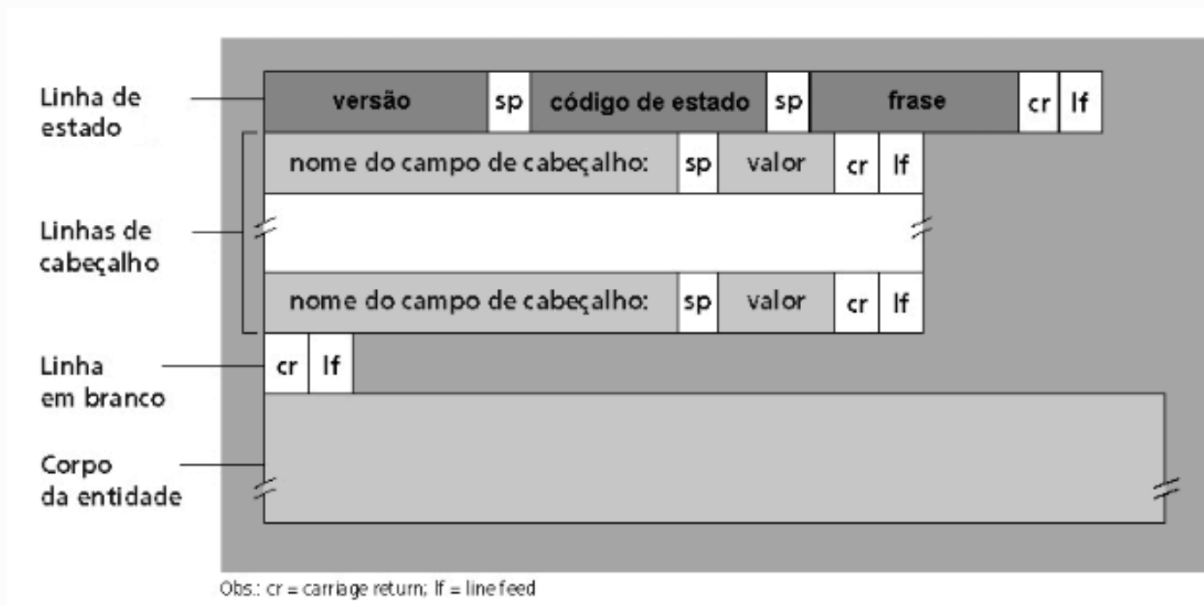 Linha de
estado
versão sp código de estado sp frase cr lf
nome do campo de cabeçalho: sp valor cr lf
Linhas de
cabeçalho
nome do campo de cabeçalho: sp valor cr lf
Linha
em branco
cr lf
Corpo
da entidade
Obs.: cr = carriage return; lf = line feed